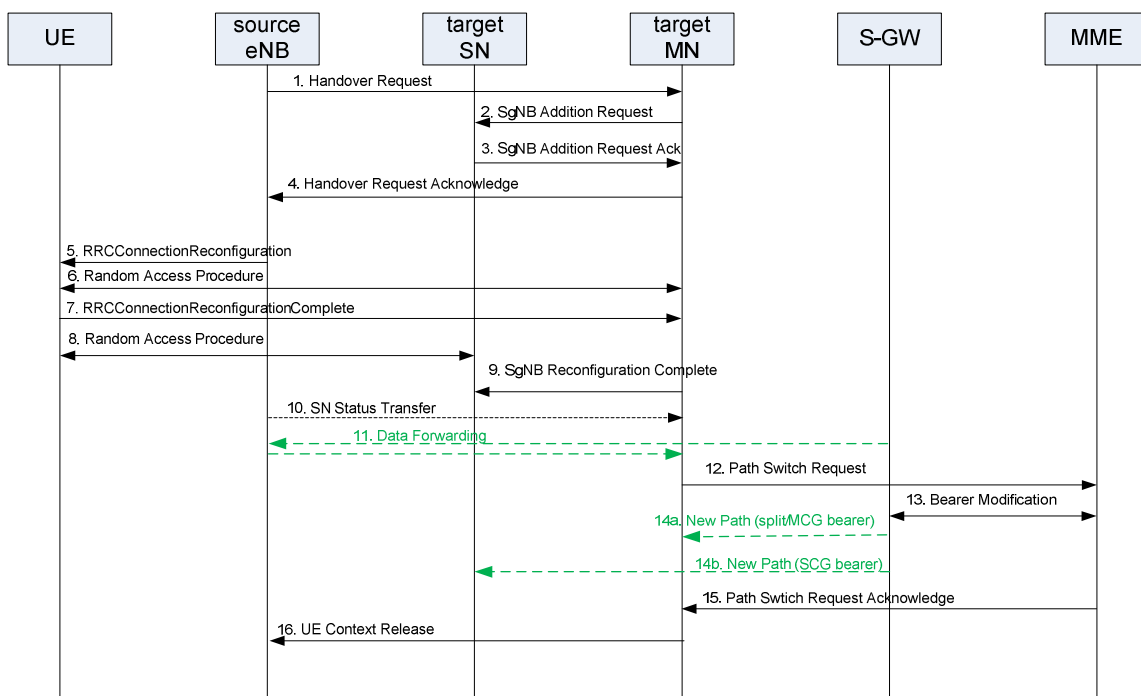 UE
source
eNB
target
SN
target
MN
S-GW
MME
1. Handover Request
2. SgNB Addition Request
3. SgNB Addition Request Ack
4. Handover Request Acknowledge
5. RRCConnectionReconfiguration
6. Random Access Procedure
7. RRCConnectionReconfigurationComplete
8. Random Access Procedure
9. SgNB Reconfiguration Complete
10. SN Status Transfer
11. Data Forwarding
12. Path Switch Request
13. Bearer Modification
14a. New Path (split/MCG bearer)
14b. New Path (SCG bearer)
15. Path Swtich Request Acknowledge
16. UE Context Release